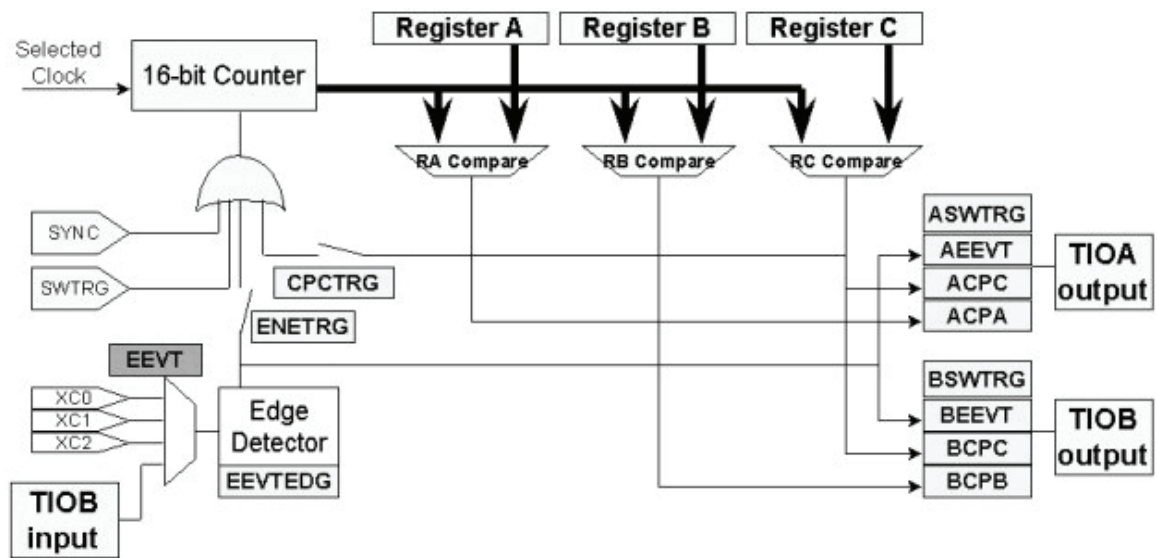 Register A
Register B
Register C
Selected
Clock
16-bit Counter
RA Compare
RB Compare
RC Compare
SYNC
SWTRG
CPCTRG
ENETRG
ASWTRG
AEEVT
ACPC
ACPA
TIOA
output
EEVT
XC0
XC1
XC2
Edge
Detector
EEVTEDG
TIOB
input
BSWTRG
BEEVT
BCPC
BCPB
TIOB
output